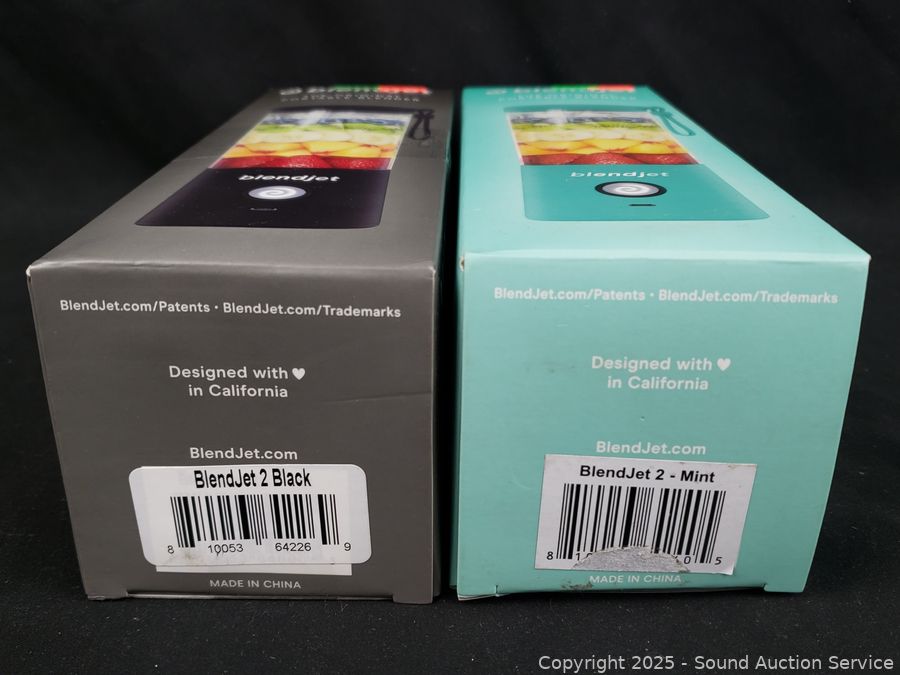 blendjet
BlendJet.com/Patents • BlendJet.com/Trademarks
Designed with ♥
in California
BlendJet.com
BlendJet 2 Black
8 10053 64226 9
MADE IN CHINA
blendjet
BlendJet.com/Patents • BlendJet.com/Trademarks
Designed with ♥
in California
BlendJet.com
BlendJet 2 - Mint
MADE IN CHINA
Copyright 2025 - Sound Auction Service